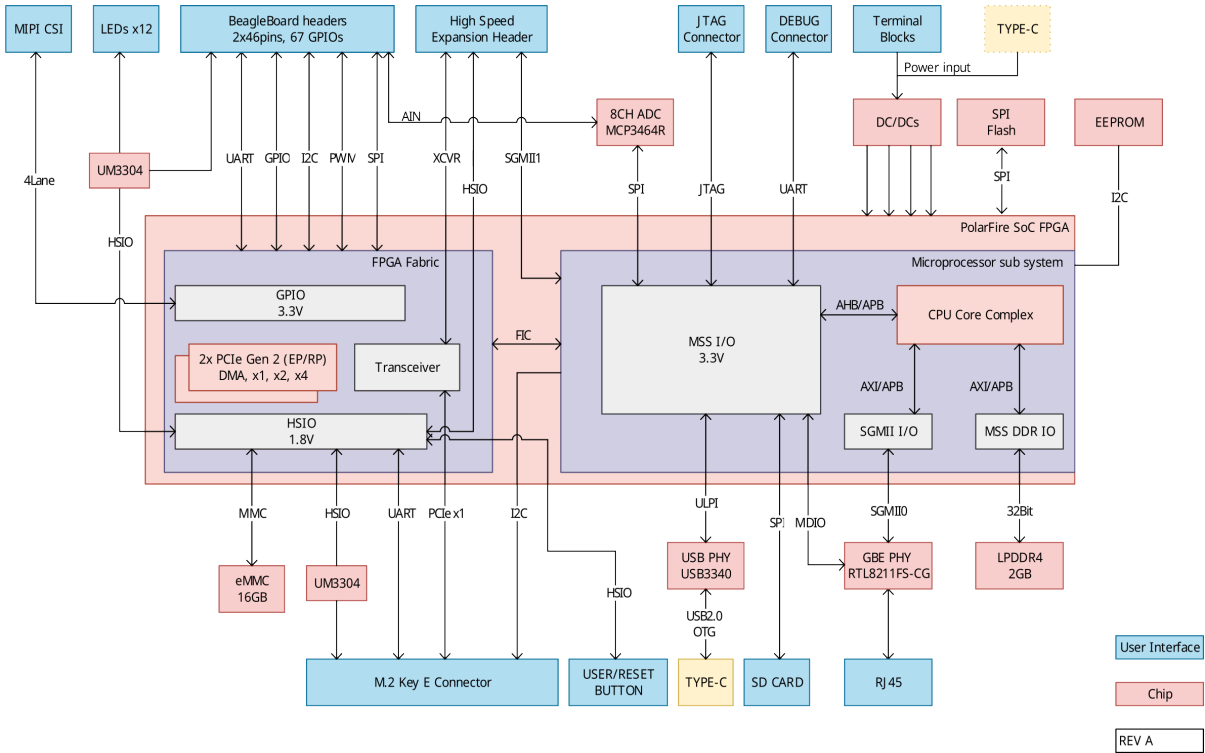 MIPI CSI
LEDs x12
BeagleBoard headers
2x46pins, 67 GPIOs
High Speed
Expansion Header
JTAG
Connector
DEBUG
Connector
Terminal
Blocks
TYPE-C
Power input
AIN
8CH ADC
MCP3464R
DC/DCs
SPI
Flash
EEPROM
UM3304
4Lane
UART
GPIO
I2C
PWM
SPI
XCVR
SGMII1
HSIO
SPI
JTAG
UART
SPI
I2C
HSIO
PolarFire SoC FPGA
FPGA Fabric
Microprocessor sub system
GPIO
3.3V
AHB/APB
CPU Core Complex
FIC
MSS I/O
3.3V
2x PCIe Gen 2 (EP/RP)
DMA, x1, x2, x4
Transceiver
AXI/APB
AXI/APB
HSIO
1.8V
SGMII I/O
MSS DDR IO
MMC
HSIO
UART
PCIe x1
I2C
ULPI
SPI
MDIO
SGMII0
32Bit
eMMC
16GB
UM3304
USB PHY
USB3340
GBE PHY
RTL8211FS-CG
LPDDR4
2GB
HSIO
USB2.0
OTG
M.2 Key E Connector
USER/RESET
BUTTON
TYPE-C
SD CARD
RJ45
User Interface
Chip
REV A